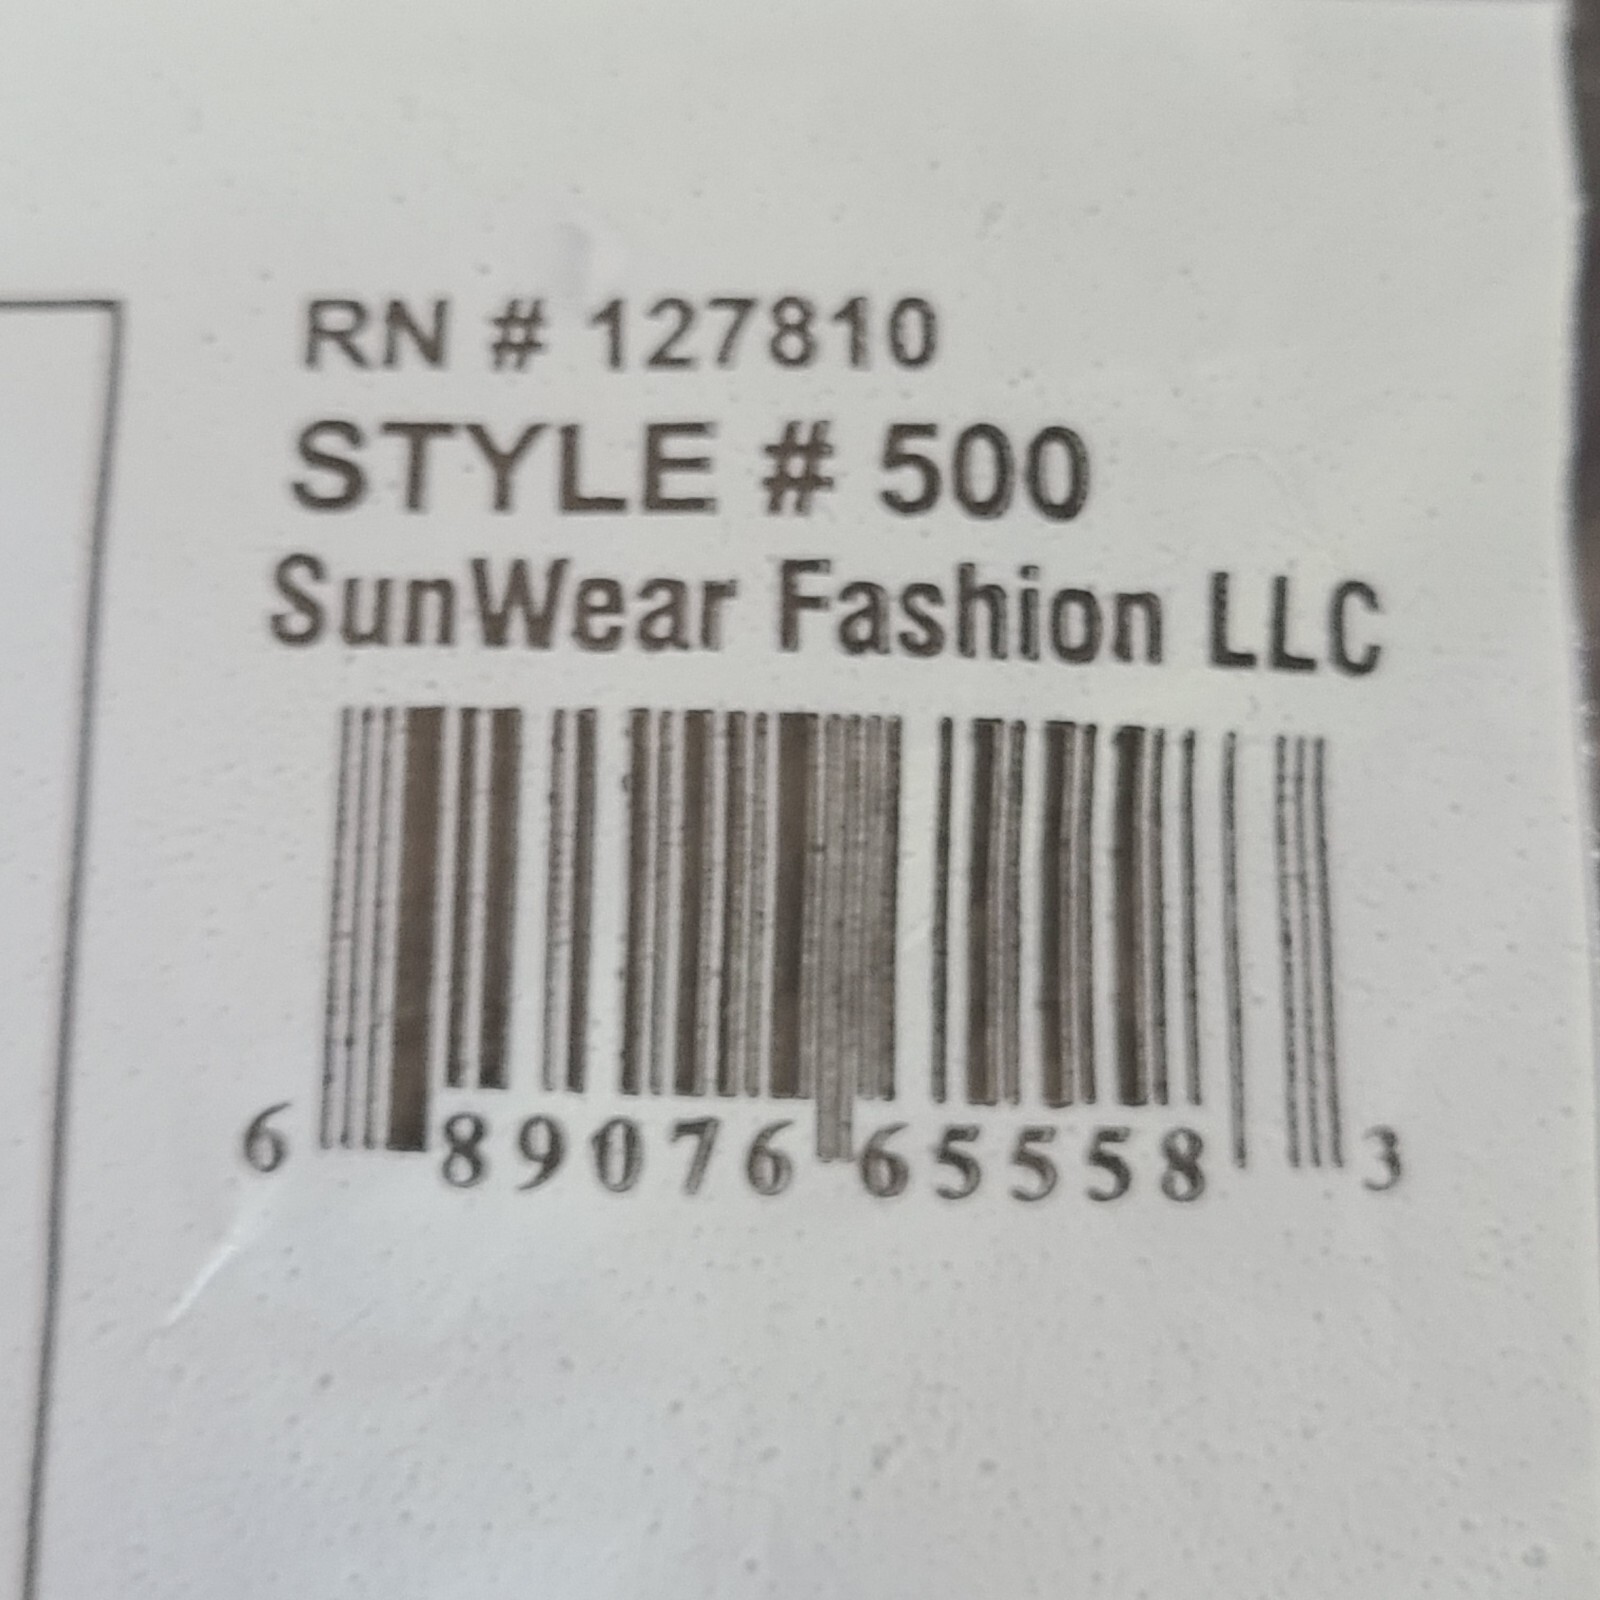 RN # 127810
STYLE # 500
SunWear Fashion LLC
6 89076 65558 3